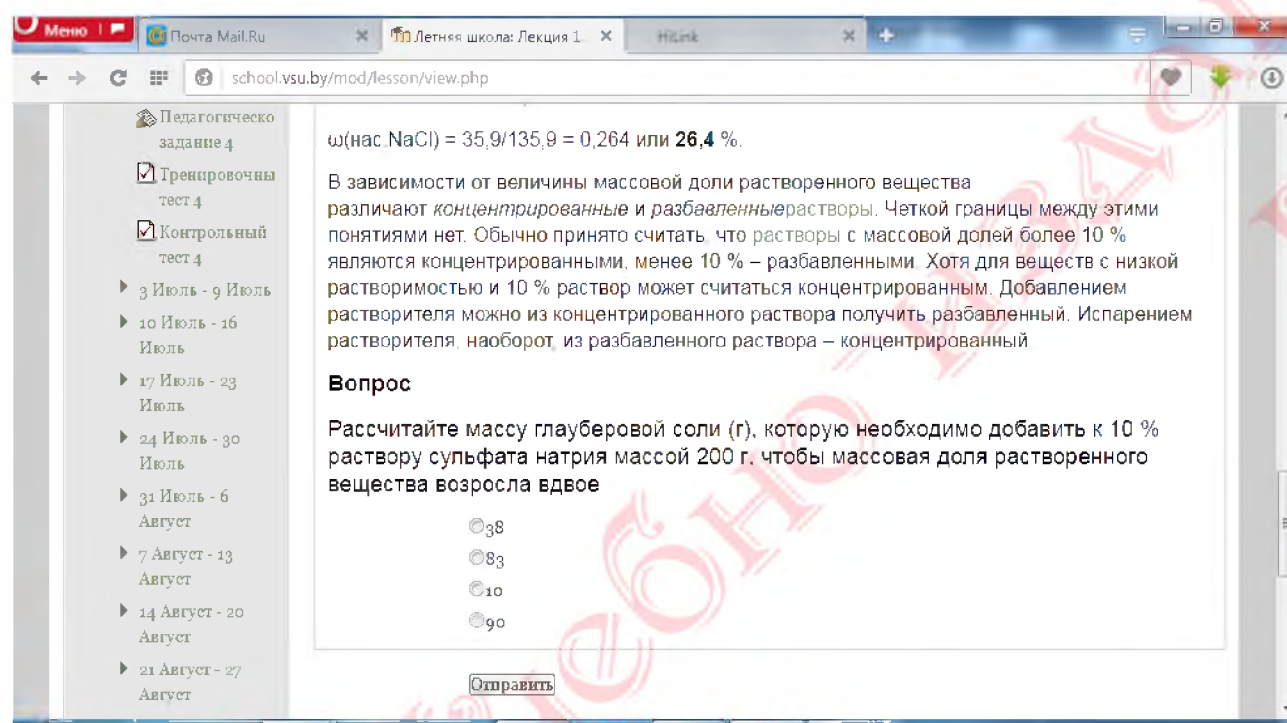 Меню
Почта Mail.Ru
Летняя школа: Лекция 1
HiLink
school.vsu.by/mod/lesson/view.php
Педагогическо
задание 4
Тренировочны
тест 4
Контрольный
тест 4
3 Июль - 9 Июль
10 Июль - 16
Июль
17 Июль - 23
Июль
24 Июль - 30
Июль
31 Июль - 6
Август
7 Август - 13
Август
14 Август - 20
Август
21 Август - 27
Август
ω(нас.NaCl) = 35,9/135,9 = 0,264 или 26,4 %.
В зависимости от величины массовой доли растворенного вещества
различают концентрированные и разбавленныерастворы. Четкой границы между этими
понятиями нет. Обычно принято считать, что растворы с массовой долей более 10 %
являются концентрированными, менее 10 % – разбавленными. Хотя для веществ с низкой
растворимостью и 10 % раствор может считаться концентрированным. Добавлением
растворителя можно из концентрированного раствора получить разбавленный. Испарением
растворителя, наоборот, из разбавленного раствора – концентрированный
Вопрос
Рассчитайте массу глауберовой соли (г), которую необходимо добавить к 10 %
раствору сульфата натрия массой 200 г, чтобы массовая доля растворенного
вещества возросла вдвое
38
83
10
90
Отправить